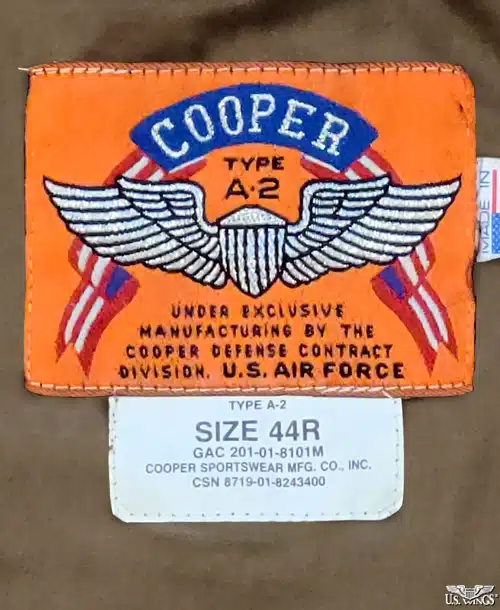 COOPER
TYPE
A·2
UNDER EXCLUSIVE
MANUFACTURING BY THE
COOPER DEFENSE CONTRACT
DIVISION. U.S. AIR FORCE
MADE IN
TYPE A-2
SIZE 44R
GAC 201-01-8101M
COOPER SPORTSWEAR MFG. CO., INC.
CSN 8719-01-8243400
U.S. WINGS